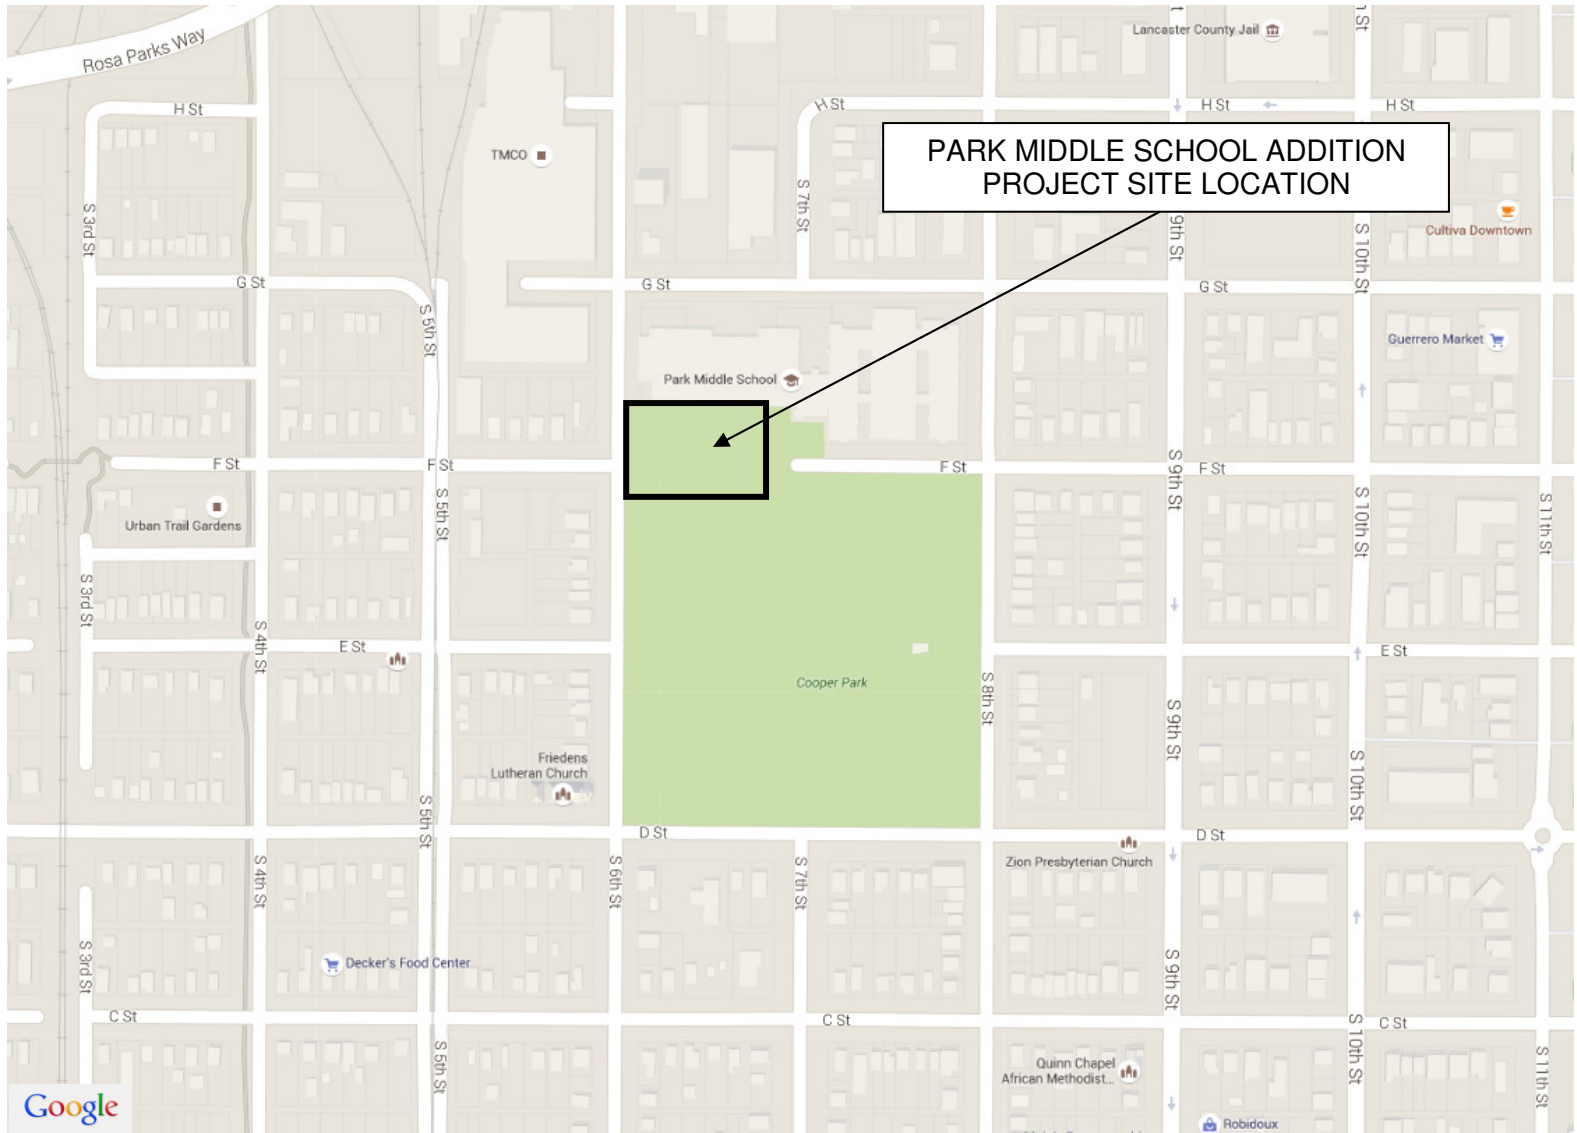 Rosa Parks Way
Lancaster County Jail
S 10th St
H St
H St
H St
H St
PARK MIDDLE SCHOOL ADDITION
PROJECT SITE LOCATION
TMCO
S 3rd St
S 7th St
S 9th St
S 10th St
Cultiva Downtown
G St
G St
G St
S 5th St
Guerrero Market
Park Middle School
F St
F St
F St
F St
S 9th St
S 5th St
S 10th St
S 11th St
Urban Trail Gardens
S 3rd St
S 4th St
E St
E St
Cooper Park
S 8th St
S 9th St
Friedens
Lutheran Church
S 5th St
S 10th St
D St
D St
Zion Presbyterian Church
S 4th St
S 6th St
S 7th St
S 3rd St
Decker's Food Center
S 9th St
C St
C St
C St
S 5th St
S 10th St
S 11th St
Quinn Chapel
African Methodist...
Google
Robidoux